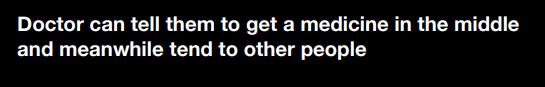 Doctor can tell them to get a medicine in the middle
and meanwhile tend to other people